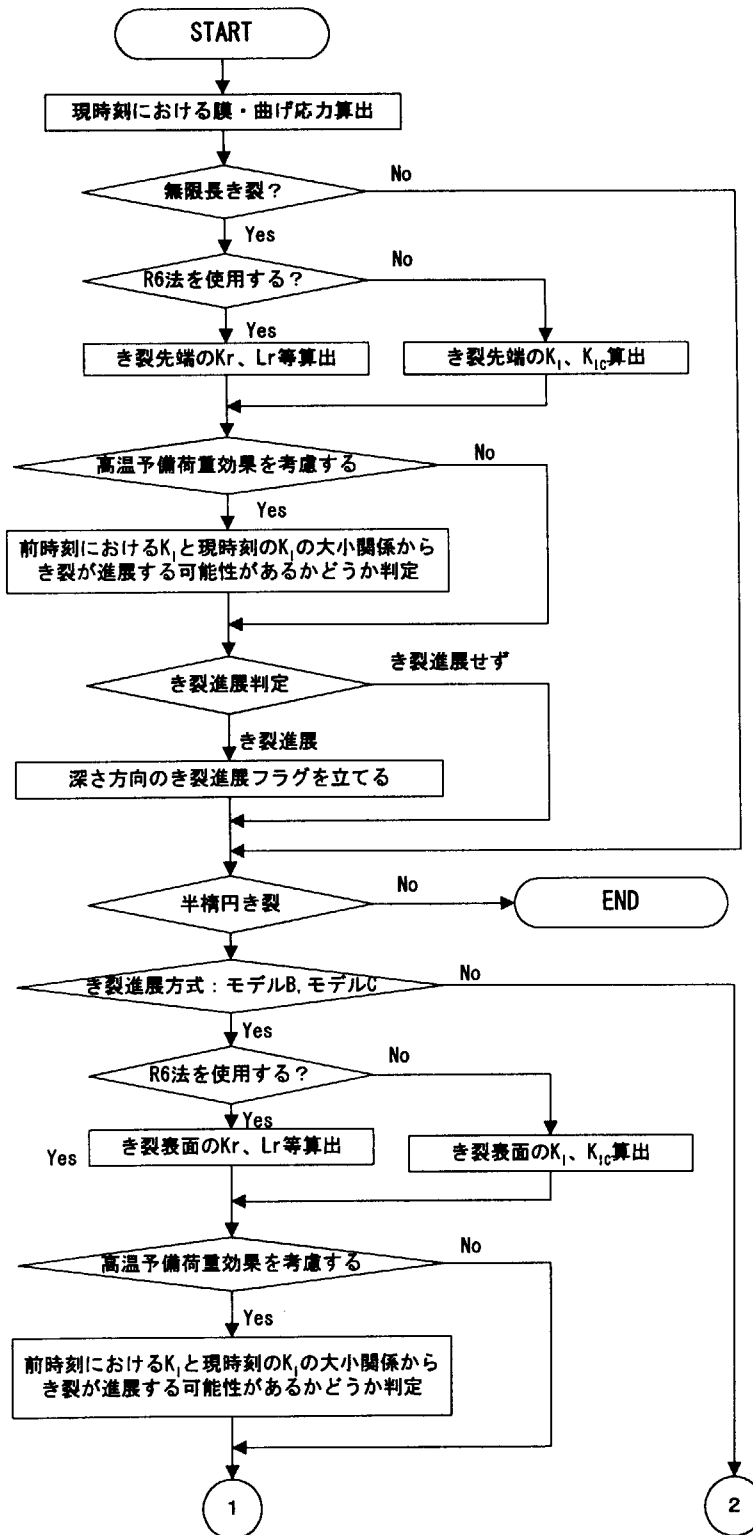 START
現時刻における膜・曲げ応力算出
無限長き裂?
No
Yes
R6法を使用する?
No
Yes
き裂先端のKr、Lr等算出
き裂先端のKI、KIC算出
高温予備荷重効果を考慮する
No
Yes
前時刻におけるKIと現時刻のKIの大小関係から
き裂が進展する可能性があるかどうか判定
き裂進展せず
き裂進展判定
き裂進展
深さ方向のき裂進展フラグを立てる
半楕円き裂
No
END
き裂進展方式:モデルB,モデルC
No
Yes
R6法を使用する?
No
Yes
Yes
き裂表面のKr、Lr等算出
き裂表面のKI、KIC算出
高温予備荷重効果を考慮する
No
Yes
前時刻におけるKIと現時刻のKIの大小関係から
き裂が進展する可能性があるかどうか判定
1
2